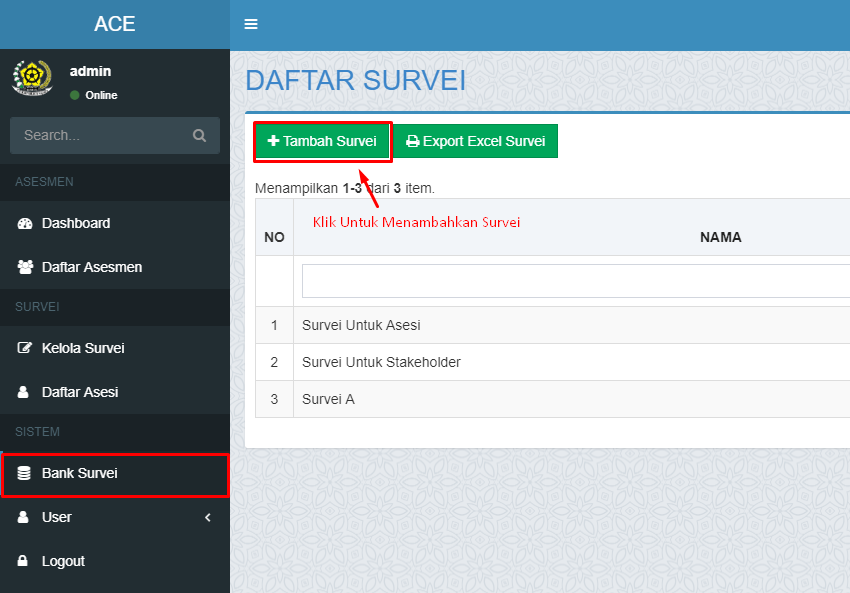 ACE
admin
Online
Search...
ASESMEN
Dashboard
Daftar Asesmen
SURVEI
Kelola Survei
Daftar Asesi
SISTEM
Bank Survei
User
Logout
DAFTAR SURVEI
Tambah Survei
Export Excel Survei
Menampilkan 1-3 dari 3 item.
Klik Untuk Menambahkan Survei
NO
NAMA
1 Survei Untuk Asesi
2 Survei Untuk Stakeholder
3 Survei A